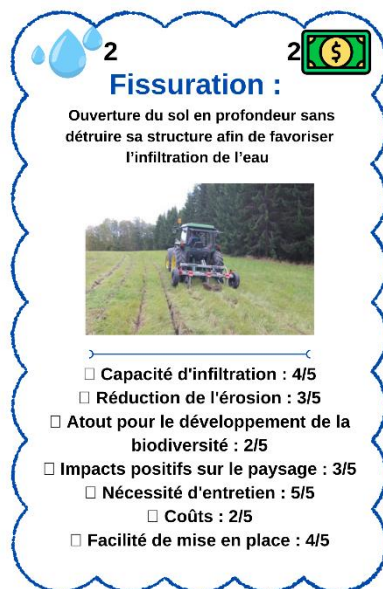 2 2
$
Fissuration :
Ouverture du sol en profondeur sans
détruire sa structure afin de favoriser
l'infiltration de l'eau
□ Capacité d'infiltration : 4/5
□ Réduction de l'érosion : 3/5
□ Atout pour le développement de la
biodiversité : 2/5
□ Impacts positifs sur le paysage : 3/5
□ Nécessité d'entretien : 5/5
□ Coûts : 2/5
□ Facilité de mise en place : 4/5